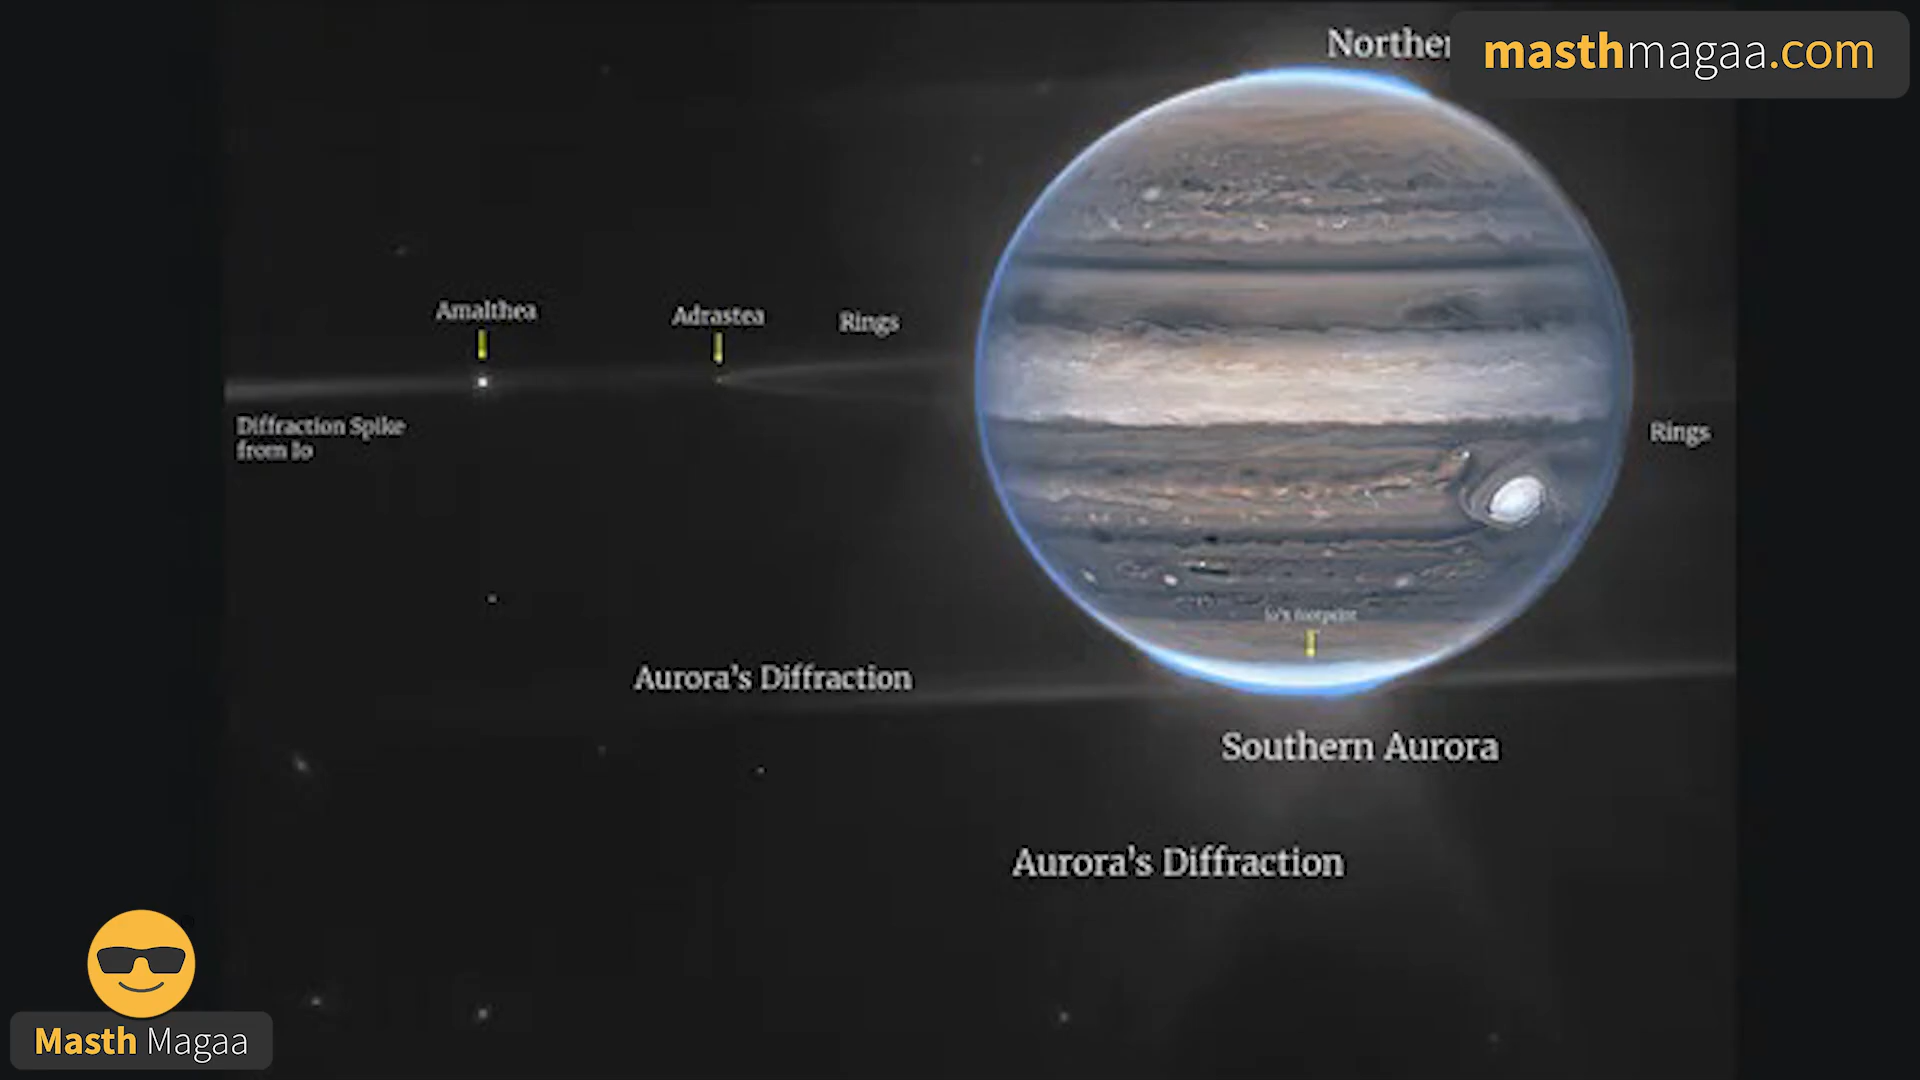 Norther
masthmagaa.com
Amalthea
Adrastea
Rings
Diffraction Spike
from Io
Rings
Io's footprint
Aurora's Diffraction
Southern Aurora
Aurora's Diffraction
Masth Magaa